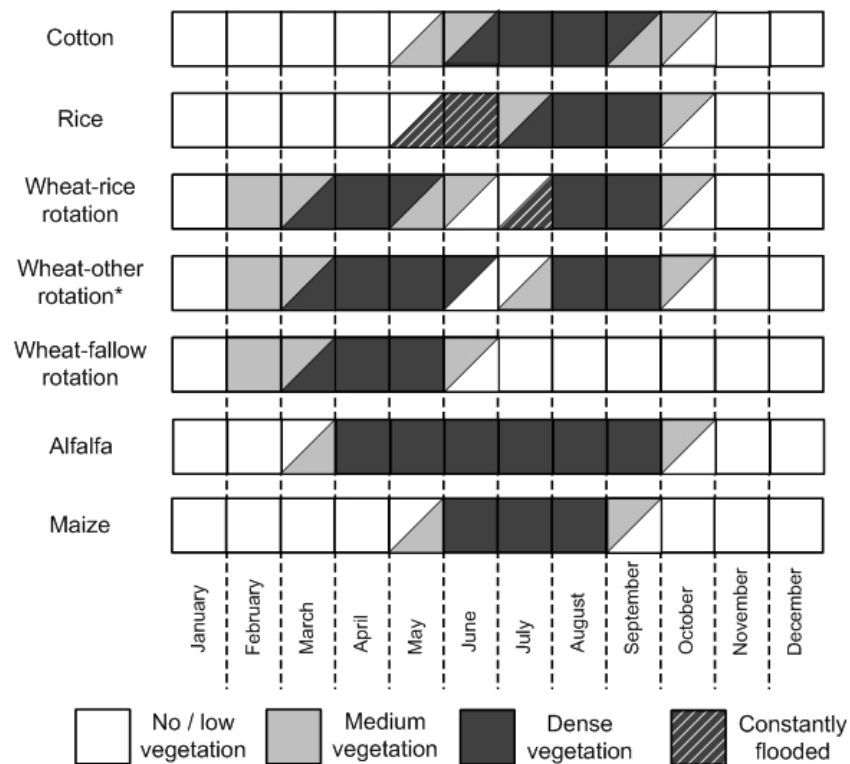 Cotton
Rice
Wheat-rice
rotation
Wheat-other
rotation*
Wheat-fallow
rotation
Alfalfa
Maize
January
February
March
April
May
June
July
August
September
October
November
December
No / low
vegetation
Medium
vegetation
Dense
vegetation
Constantly
flooded